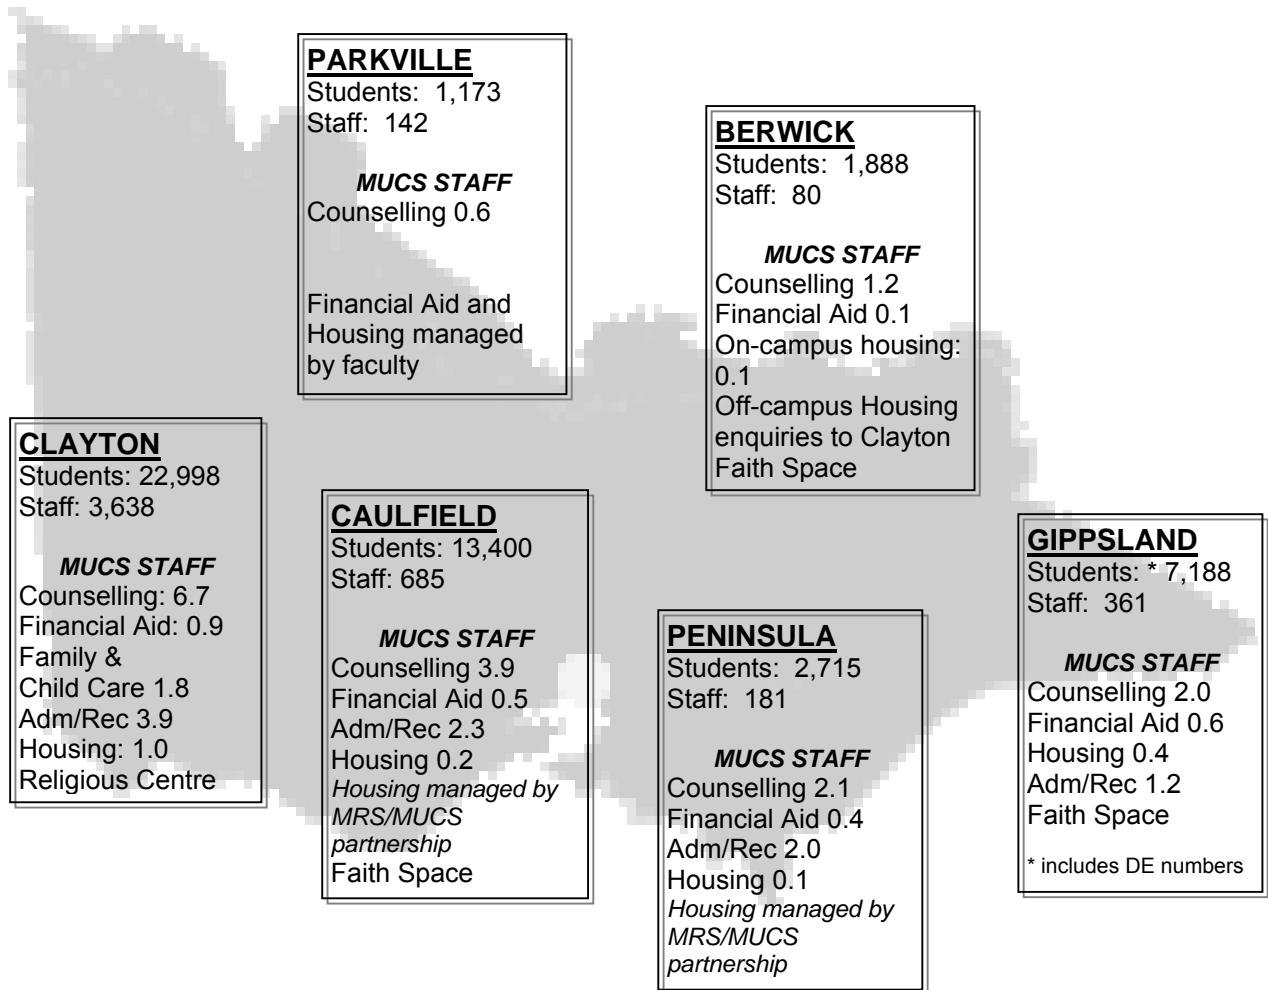 PARKVILLE
Students: 1,173
Staff: 142
MUCS STAFF
Counselling 0.6
Financial Aid and
Housing managed
by faculty
BERWICK
Students: 1,888
Staff: 80
MUCS STAFF
Counselling 1.2
Financial Aid 0.1
On-campus housing:
0.1
Off-campus Housing
enquiries to Clayton
Faith Space
CLAYTON
Students: 22,998
Staff: 3,638
MUCS STAFF
Counselling: 6.7
Financial Aid: 0.9
Family &
Child Care 1.8
Adm/Rec 3.9
Housing: 1.0
Religious Centre
CAULFIELD
Students: 13,400
Staff: 685
MUCS STAFF
Counselling 3.9
Financial Aid 0.5
Adm/Rec 2.3
Housing 0.2
Housing managed by
MRS/MUCS
partnership
Faith Space
PENINSULA
Students: 2,715
Staff: 181
MUCS STAFF
Counselling 2.1
Financial Aid 0.4
Adm/Rec 2.0
Housing 0.1
Housing managed by
MRS/MUCS
partnership
GIPPSLAND
Students: * 7,188
Staff: 361
MUCS STAFF
Counselling 2.0
Financial Aid 0.6
Housing 0.4
Adm/Rec 1.2
Faith Space
* includes DE numbers